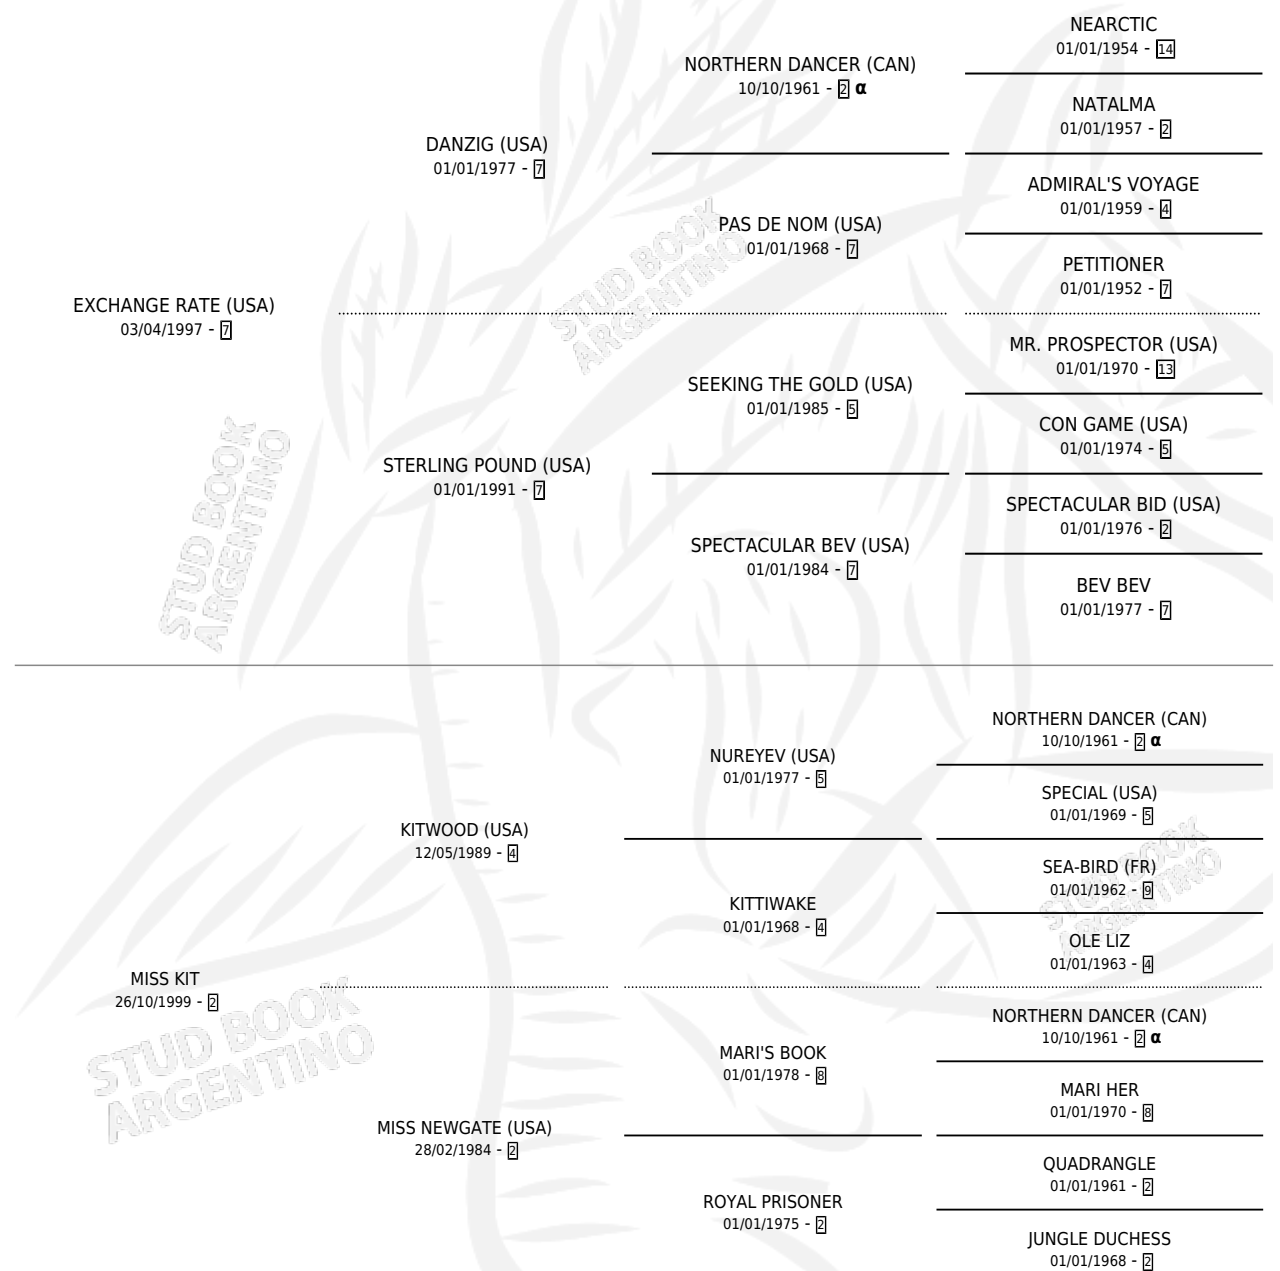 NEARCTIC
01/01/1954 - 14
NORTHERN DANCER (CAN)
10/10/1961 - 2 α
NATALMA
01/01/1957 - 2
DANZIG (USA)
01/01/1977 - 7
ADMIRAL'S VOYAGE
01/01/1959 - 4
PAS DE NOM (USA)
01/01/1968 - 7
PETITIONER
01/01/1952 - 7
EXCHANGE RATE (USA)
03/04/1997 - 7
MR. PROSPECTOR (USA)
01/01/1970 - 13
SEEKING THE GOLD (USA)
01/01/1985 - 5
CON GAME (USA)
01/01/1974 - 5
STERLING POUND (USA)
01/01/1991 - 7
SPECTACULAR BID (USA)
01/01/1976 - 2
SPECTACULAR BEV (USA)
01/01/1984 - 7
BEV BEV
01/01/1977 - 7
NORTHERN DANCER (CAN)
10/10/1961 - 2 α
NUREYEV (USA)
01/01/1977 - 5
SPECIAL (USA)
01/01/1969 - 5
KITWOOD (USA)
12/05/1989 - 4
SEA-BIRD (FR)
01/01/1962 - 9
KITTIWAKE
01/01/1968 - 4
OLE LIZ
01/01/1963 - 4
MISS KIT
26/10/1999 - 2
NORTHERN DANCER (CAN)
10/10/1961 - 2 α
MARI'S BOOK
01/01/1978 - 8
MARI HER
01/01/1970 - 8
MISS NEWGATE (USA)
28/02/1984 - 2
QUADRANGLE
01/01/1961 - 2
ROYAL PRISONER
01/01/1975 - 2
JUNGLE DUCHESS
01/01/1968 - 2
STUD BOOK
ARGENTINO
STUD BOOK
ARGENTINO
STUD BOOK
ARGENTINO
STUD BOOK
ARGENTINO